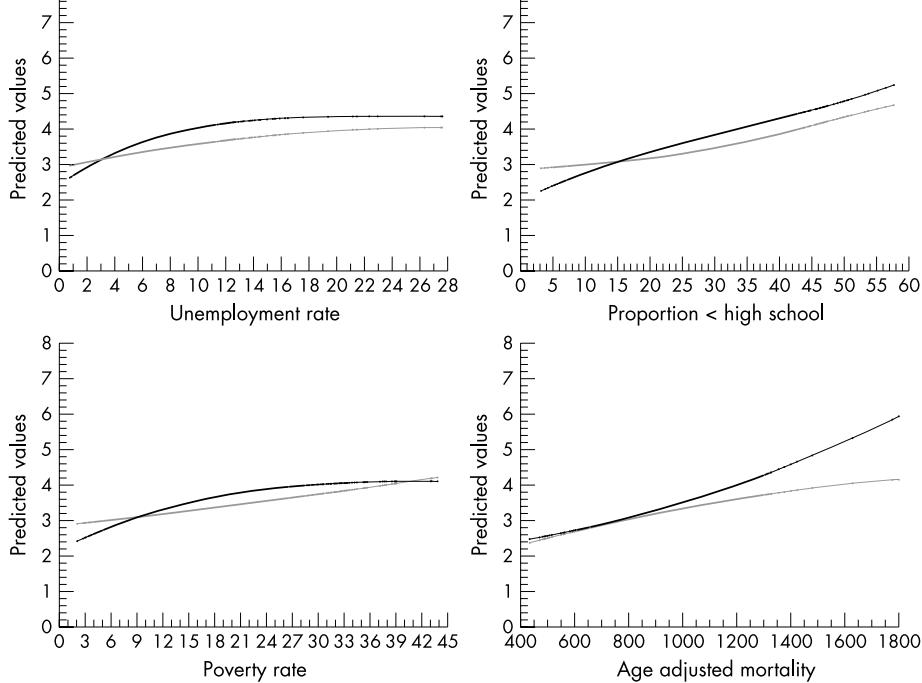 7
6
5
4
3
2
1
0
Predicted values
0 2 4 6 8 10 12 14 16 18 20 22 24 26 28
Unemployment rate
7
6
5
4
3
2
1
0
Predicted values
0 5 10 15 20 25 30 35 40 45 50 55 60
Proportion < high school
8
7
6
5
4
3
2
1
0
Predicted values
0 3 6 9 12 15 18 21 24 27 30 33 36 39 42 45
Poverty rate
8
7
6
5
4
3
2
1
0
Predicted values
400 600 800 1000 1200 1400 1600 1800
Age adjusted mortality